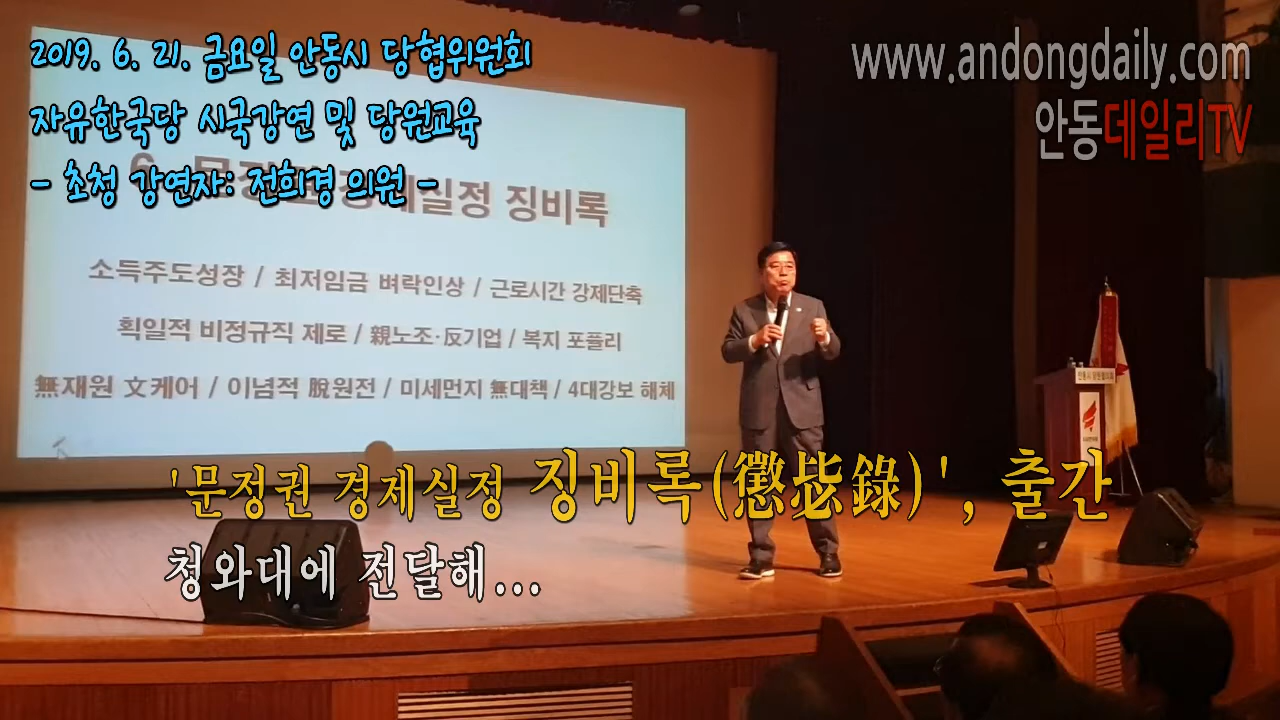 2019. 6. 21. 금요일 안동시 당협위원회
자유한국당 시국강연 및 당원교육
- 초청 강연자: 전희경 의원 -
www.andongdaily.com
안동데일리TV
경제실정 징비록
소득주도성장 / 최저임금 벼락인상 / 근로시간 강제단축
획일적 비정규직 제로 / 親노조·反기업 / 복지 포퓰리
無재원 文케어 / 이념적 脫원전 / 미세먼지 無대책 / 4대강보 해체
'문정권 경제실정 징비록(懲毖錄)', 출간
청와대에 전달해...